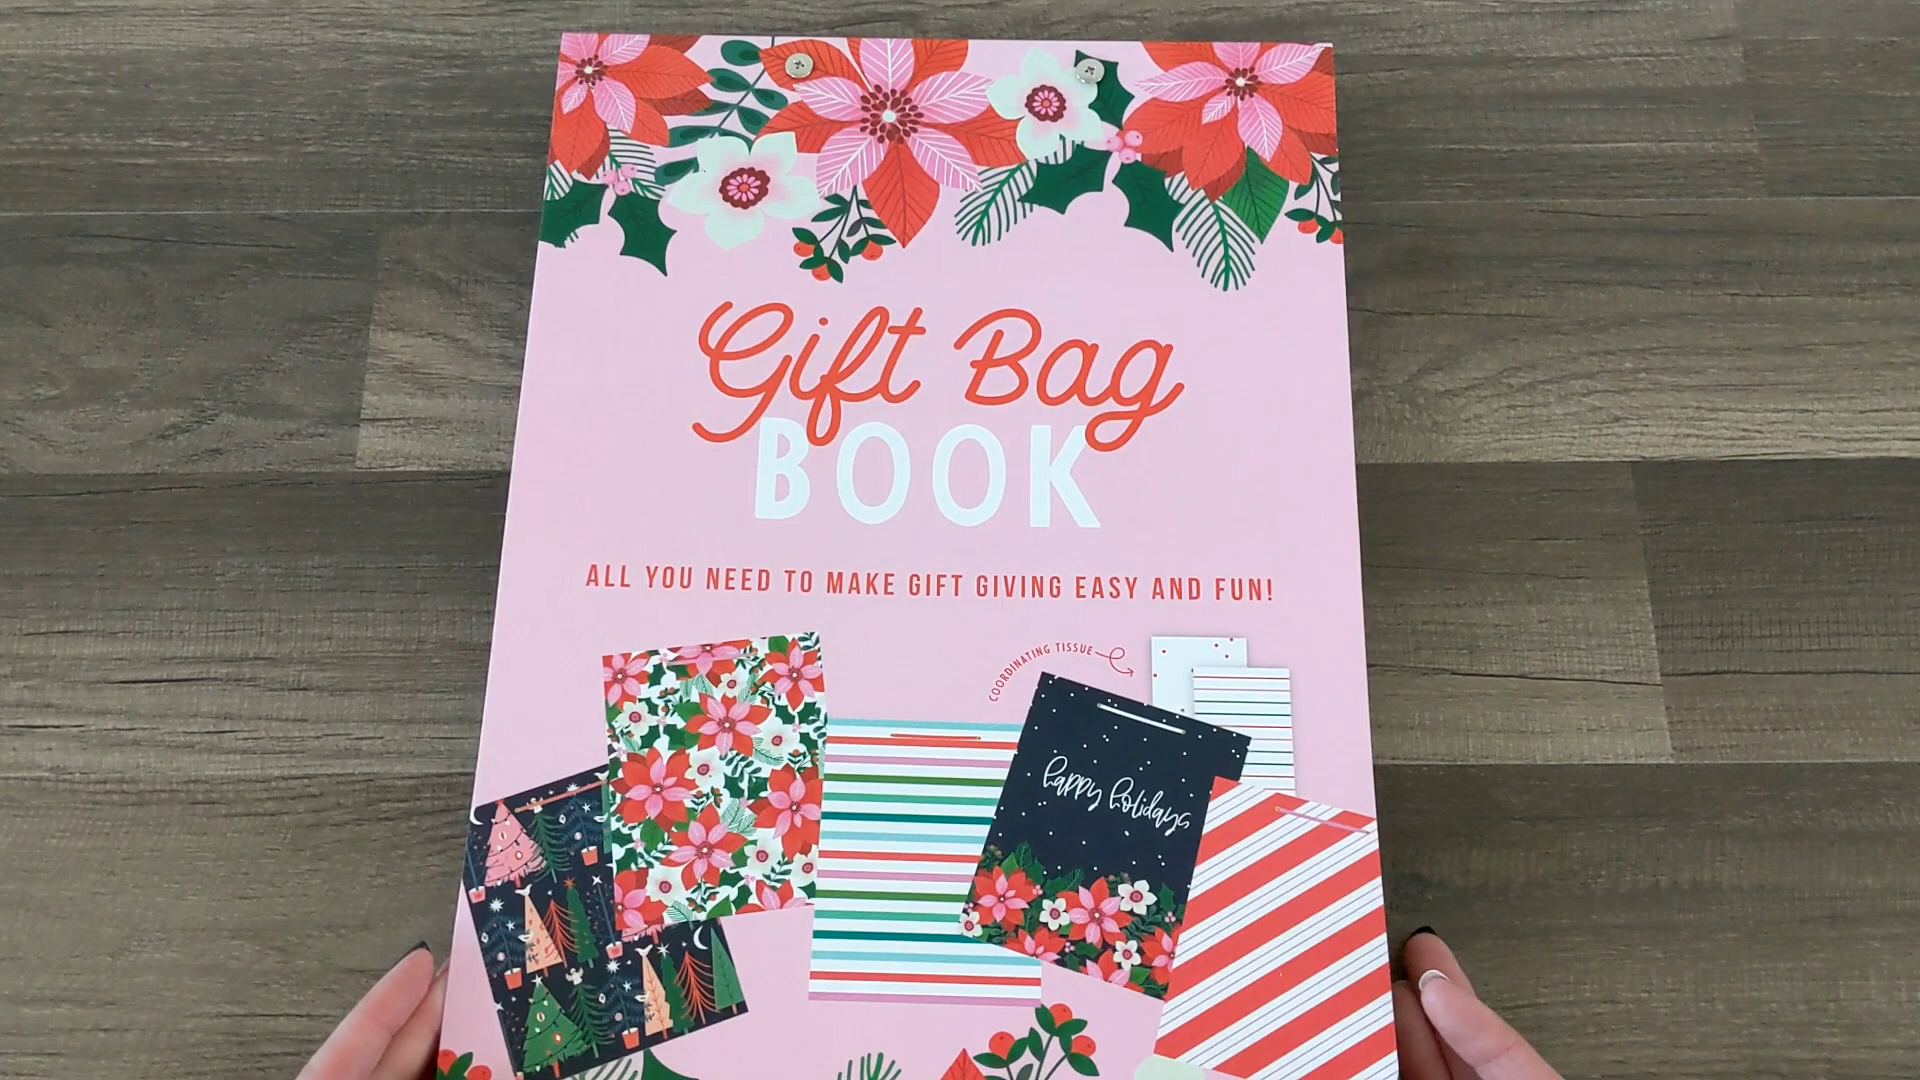 Gift Bag
BOOK
ALL YOU NEED TO MAKE GIFT GIVING EASY AND FUN!
COORDINATING TISSUE
happy holidays